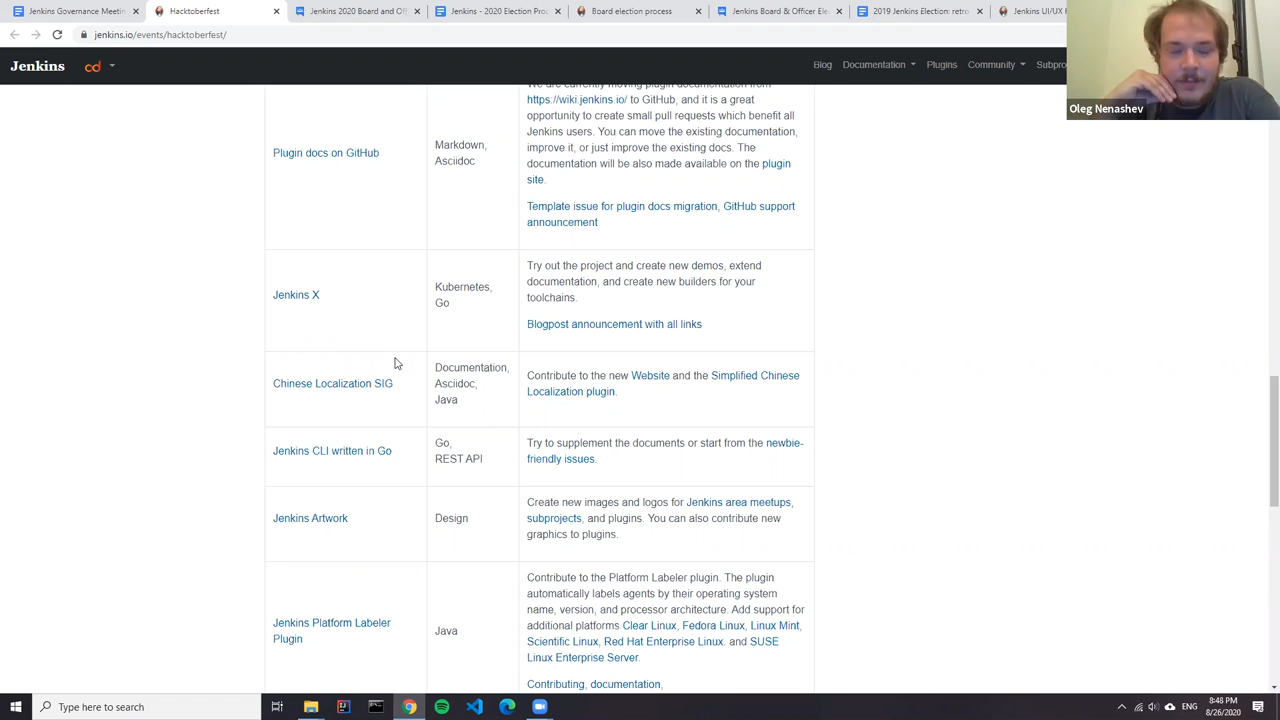 Jenkins Governance Meetin
Hacktoberfest
Jenkins 2020 Board and Of
Jenkins - 2020 Election Pro
Board election process
Jenkins Board & Officer Ele
2019 Jenkins Election: retro
Jenkins UI/UX H
jenkins.io/events/hacktoberfest/
Jenkins
cd
Blog
Documentation
Plugins
Community
Subpro
Oleg Nenashev
We are currently moving plugin documentation from
https://wiki.jenkins.io/ to GitHub, and it is a great
opportunity to create small pull requests which benefit all
Jenkins users. You can move the existing documentation,
improve it, or just improve the existing docs. The
documentation will be also made available on the plugin
site.
Plugin docs on GitHub
Markdown,
Asciidoc
Template issue for plugin docs migration, GitHub support
announcement
Jenkins X
Kubernetes,
Go
Try out the project and create new demos, extend
documentation, and create new builders for your
toolchains.
Blogpost announcement with all links
Chinese Localization SIG
Documentation,
Asciidoc,
Java
Contribute to the new Website and the Simplified Chinese
Localization plugin.
Jenkins CLI written in Go
Go,
REST API
Try to supplement the documents or start from the newbie-
friendly issues.
Jenkins Artwork
Design
Create new images and logos for Jenkins area meetups,
subprojects, and plugins. You can also contribute new
graphics to plugins.
Jenkins Platform Labeler
Plugin
Java
Contribute to the Platform Labeler plugin. The plugin
automatically labels agents by their operating system
name, version, and processor architecture. Add support for
additional platforms Clear Linux, Fedora Linux, Linux Mint,
Scientific Linux, Red Hat Enterprise Linux. and SUSE
Linux Enterprise Server.
Contributing, documentation,
Type here to search
ENG
8:48 PM
8/26/2020